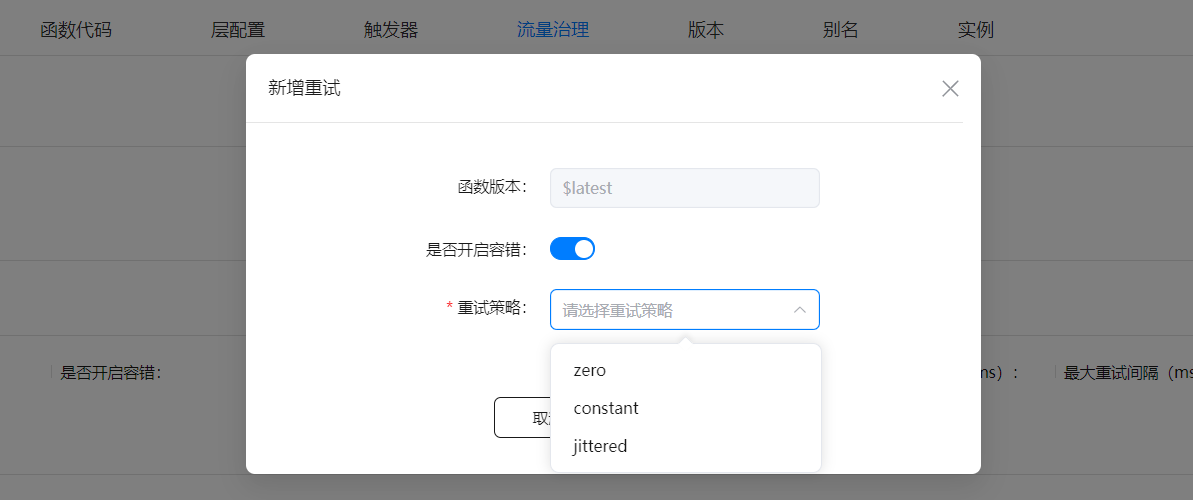 函数代码 层配置 触发器 流量治理 版本 别名 实例
新增重试
函数版本： $latest
是否开启容错：
* 重试策略： 请选择重试策略
zero
是否开启容错： ms）： 最大重试间隔（ms
constant
取
jittered